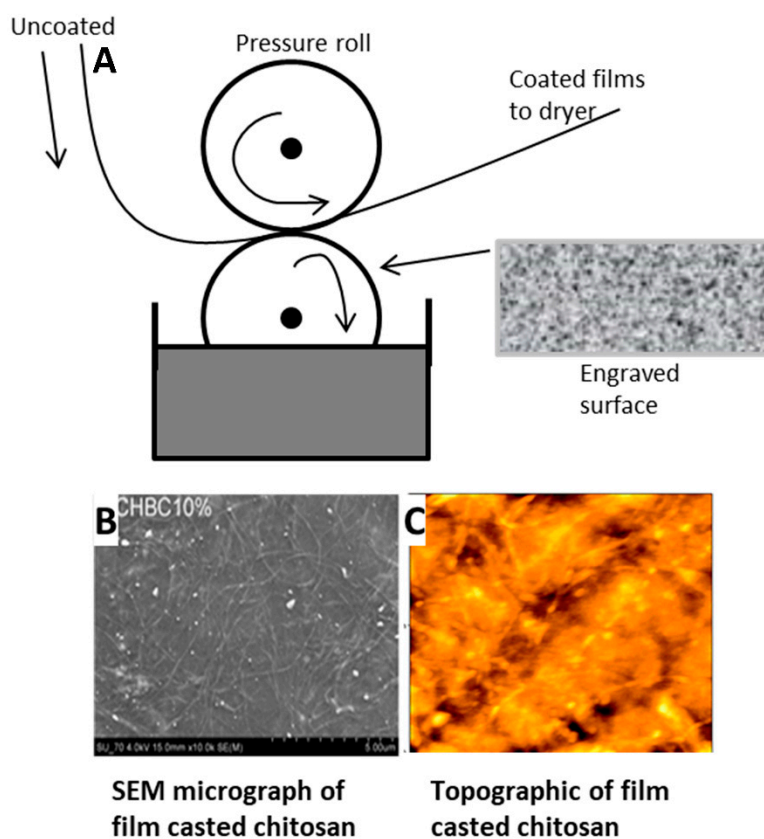 Uncoated
A
Pressure roll
Coated films
to dryer
Engraved
surface
B
CHBC10%
SU_70 4.0kV 15.0mm x10.0k SE(M)
5.00um
C
SEM micrograph of
film casted chitosan
Topographic of film
casted chitosan